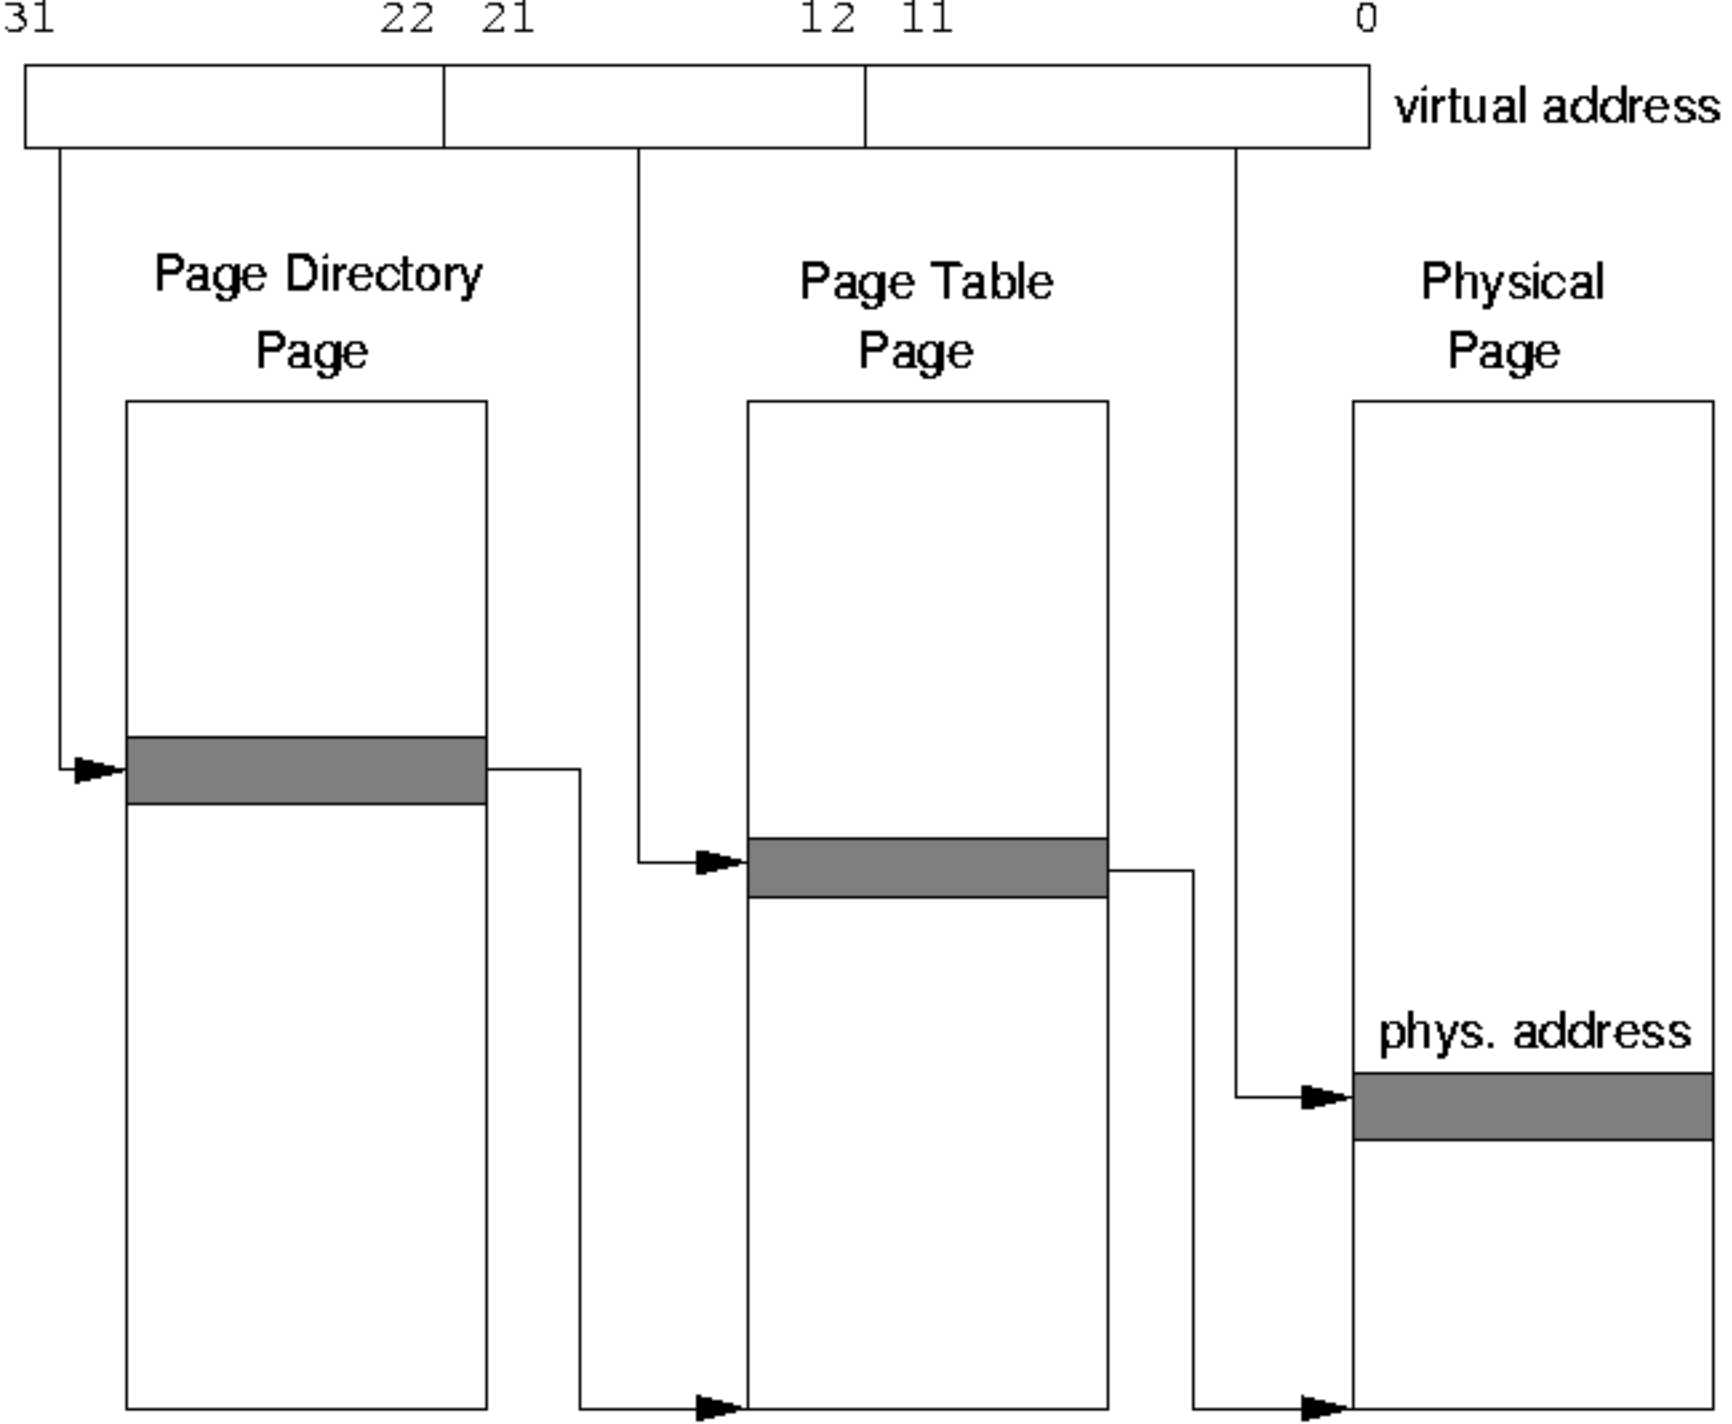 31 22 21 12 11 0
virtual address
Page Directory
Page
Page Table
Page
Physical
Page
phys. address